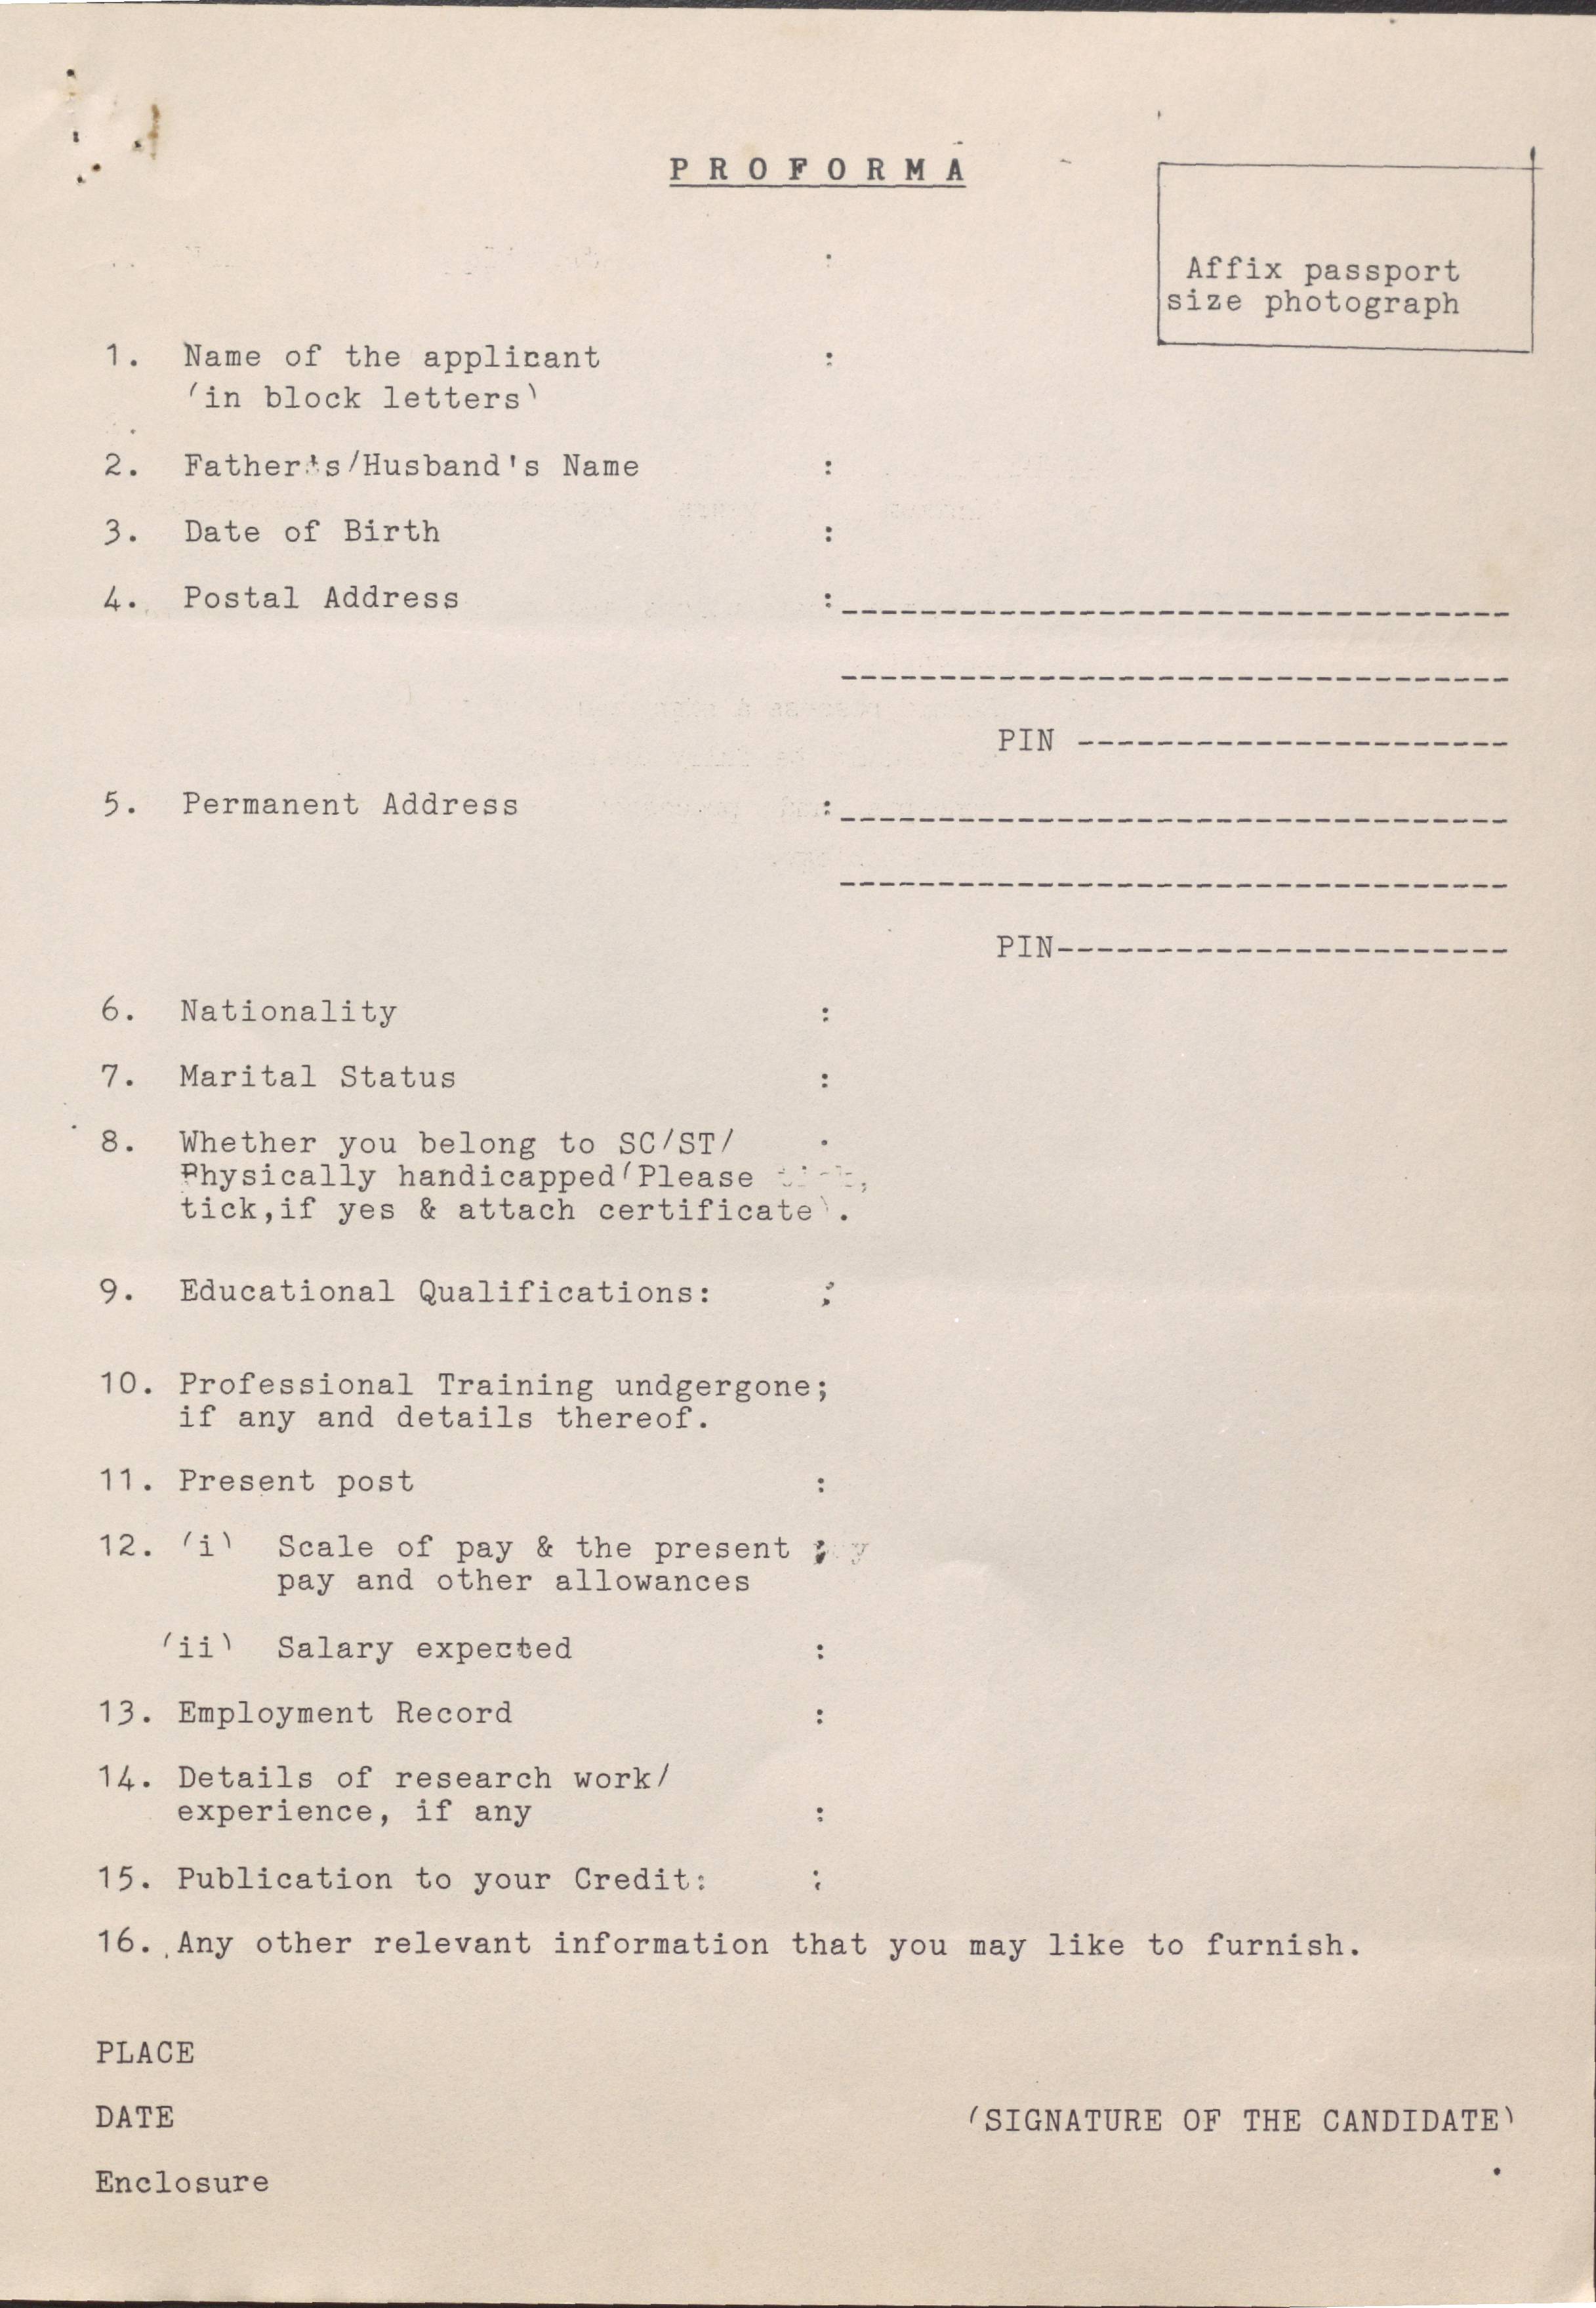 PROFORMA
Affix passport
size photograph
1. Name of the applicant :
(in block letters)
2. Father's/Husband's Name :
3. Date of Birth :
4. Postal Address :----------------------------------
----------------------------------
PIN ----------------------
5. Permanent Address :----------------------------------
----------------------------------
PIN-----------------------
6. Nationality :
7. Marital Status :
8. Whether you belong to SC/ST/ .
Physically handicapped(Please
tick,if yes & attach certificate).
9. Educational Qualifications: :
10. Professional Training undgergone;
if any and details thereof.
11. Present post :
12. (i) Scale of pay & the present :
pay and other allowances
(ii) Salary expected :
13. Employment Record :
14. Details of research work/
experience, if any :
15. Publication to your Credit: :
16. Any other relevant information that you may like to furnish.
PLACE
DATE (SIGNATURE OF THE CANDIDATE)
Enclosure